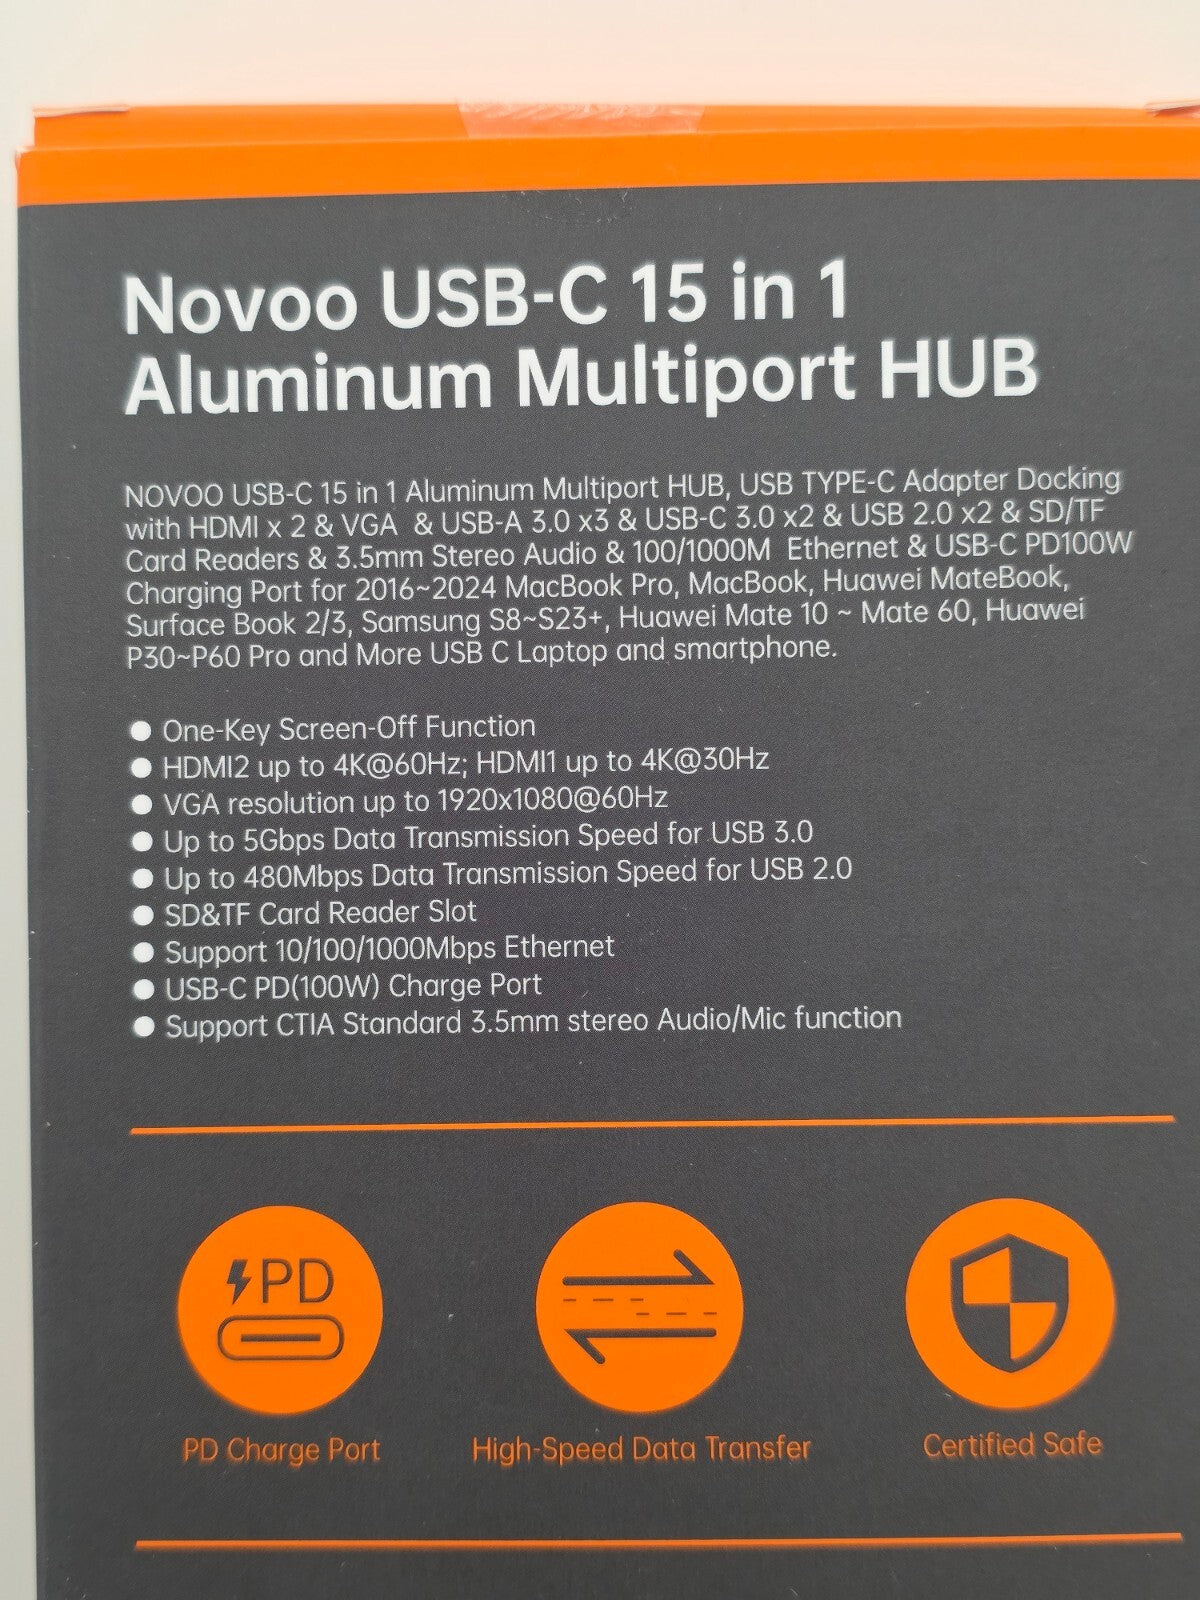 Novoo USB-C 15 in 1
Aluminum Multiport HUB
NOVOO USB-C 15 in 1 Aluminum Multiport HUB, USB TYPE-C Adapter Docking
with HDMI x 2 & VGA & USB-A 3.0 x3 & USB-C 3.0 x2 & USB 2.0 x2 & SD/TF
Card Readers & 3.5mm Stereo Audio & 100/1000M Ethernet & USB-C PD100W
Charging Port for 2016~2024 MacBook Pro, MacBook, Huawei MateBook,
Surface Book 2/3, Samsung S8~S23+, Huawei Mate 10 ~ Mate 60, Huawei
P30~P60 Pro and More USB C Laptop and smartphone.
● One-Key Screen-Off Function
● HDMI2 up to 4K@60Hz; HDMI1 up to 4K@30Hz
● VGA resolution up to 1920x1080@60Hz
● Up to 5Gbps Data Transmission Speed for USB 3.0
● Up to 480Mbps Data Transmission Speed for USB 2.0
● SD&TF Card Reader Slot
● Support 10/100/1000Mbps Ethernet
● USB-C PD(100W) Charge Port
● Support CTIA Standard 3.5mm stereo Audio/Mic function
PD
PD Charge Port
High-Speed Data Transfer
Certified Safe